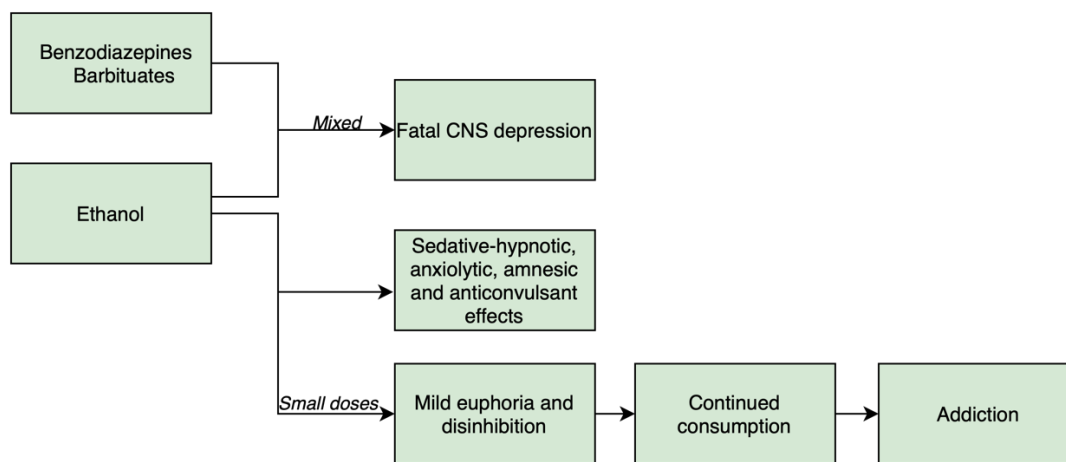 Benzodiazepines
Barbituates
Mixed
Fatal CNS depression
Ethanol
Sedative-hypnotic,
anxiolytic, amnesic
and anticonvulsant
effects
Small doses
Mild euphoria and
disinhibition
Continued
consumption
Addiction